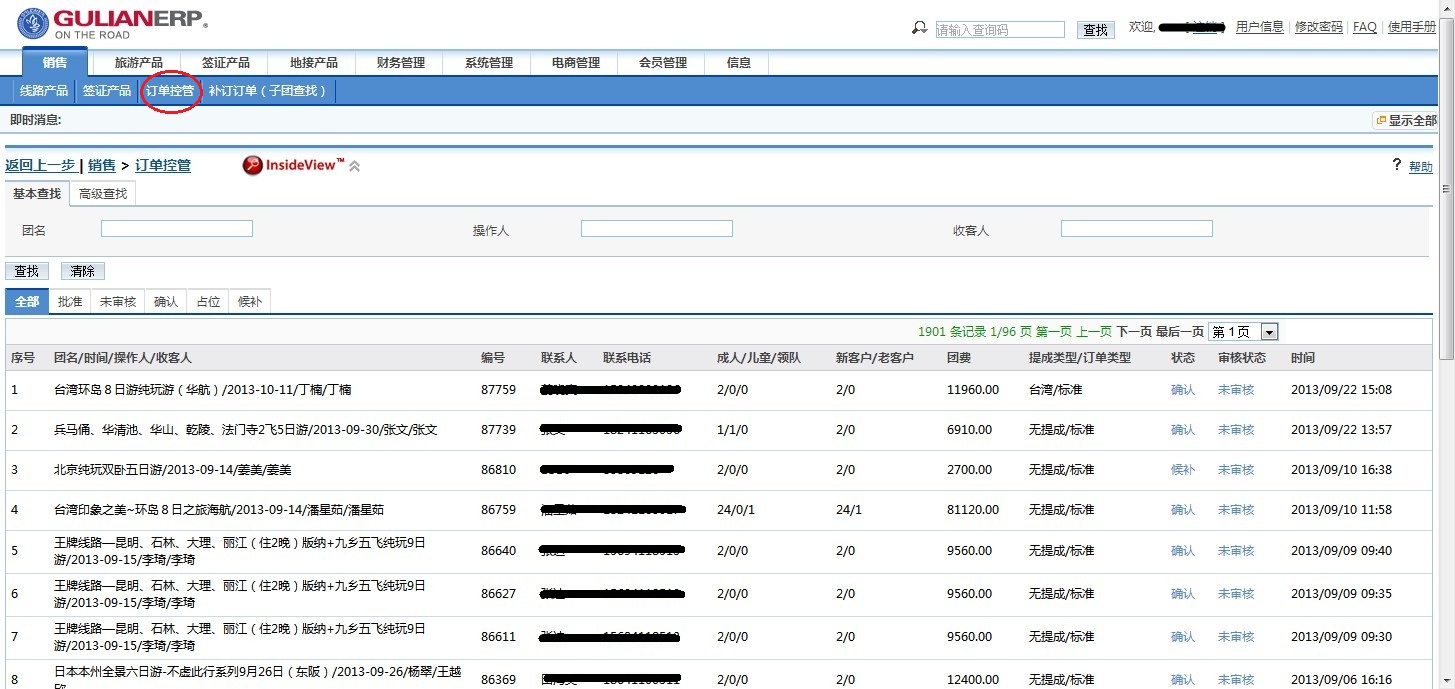 GULIANERP®
ON THE ROAD
请输入查询码 查找 欢迎, 用户信息 | 修改密码 | FAQ | 使用手册
销售 旅游产品 签证产品 地接产品 财务管理 系统管理 电商管理 会员管理 信息
线路产品 签证产品 订单控管 补订订单(子团查找)
即时消息: 显示全部
返回上一步 | 销售 > 订单控管 InsideView™ ? 帮助
基本查找 高级查找
团名 操作人 收客人
查找 清除
全部 批准 未审核 确认 占位 候补
1901 条记录 1/96 页 第一页 上一页 下一页 最后一页 第 1 页
序号 团名/时间/操作人/收客人 编号 联系人 联系电话 成人/儿童/领队 新客户/老客户 团费 提成类型/订单类型 状态 审核状态 时间
1 台湾环岛8日游纯玩游(华航)/2013-10-11/丁楠/丁楠 87759 2/0/0 2/0 11960.00 台湾/标准 确认 未审核 2013/09/22 15:08
2 兵马俑、华清池、华山、乾陵、法门寺2飞5日游/2013-09-30/张文/张文 87739 1/1/0 2/0 6910.00 无提成/标准 确认 未审核 2013/09/22 13:57
3 北京纯玩双卧五日游/2013-09-14/姜美/姜美 86810 2/0/0 2/0 2700.00 无提成/标准 候补 未审核 2013/09/10 16:38
4 台湾印象之美~环岛8日之旅海航/2013-09-14/潘星茹/潘星茹 86759 24/0/1 24/1 81120.00 无提成/标准 确认 未审核 2013/09/10 11:58
5 王牌线路—昆明、石林、大理、丽江(住2晚)版纳+九乡五飞纯玩9日
游/2013-09-15/李琦/李琦 86640 2/0/0 2/0 9560.00 无提成/标准 确认 未审核 2013/09/09 09:40
6 王牌线路—昆明、石林、大理、丽江(住2晚)版纳+九乡五飞纯玩9日
游/2013-09-15/李琦/李琦 86627 2/0/0 2/0 9560.00 无提成/标准 确认 未审核 2013/09/09 09:35
7 王牌线路—昆明、石林、大理、丽江(住2晚)版纳+九乡五飞纯玩9日
游/2013-09-15/李琦/李琦 86611 2/0/0 2/0 9560.00 无提成/标准 确认 未审核 2013/09/09 09:30
8 日本本州全景六日游-不虚此行系列9月26日(东阪)/2013-09-26/杨翠/王越
86369 2/0/0 2/0 12400.00 无提成/标准 确认 未审核 2013/09/06 16:16